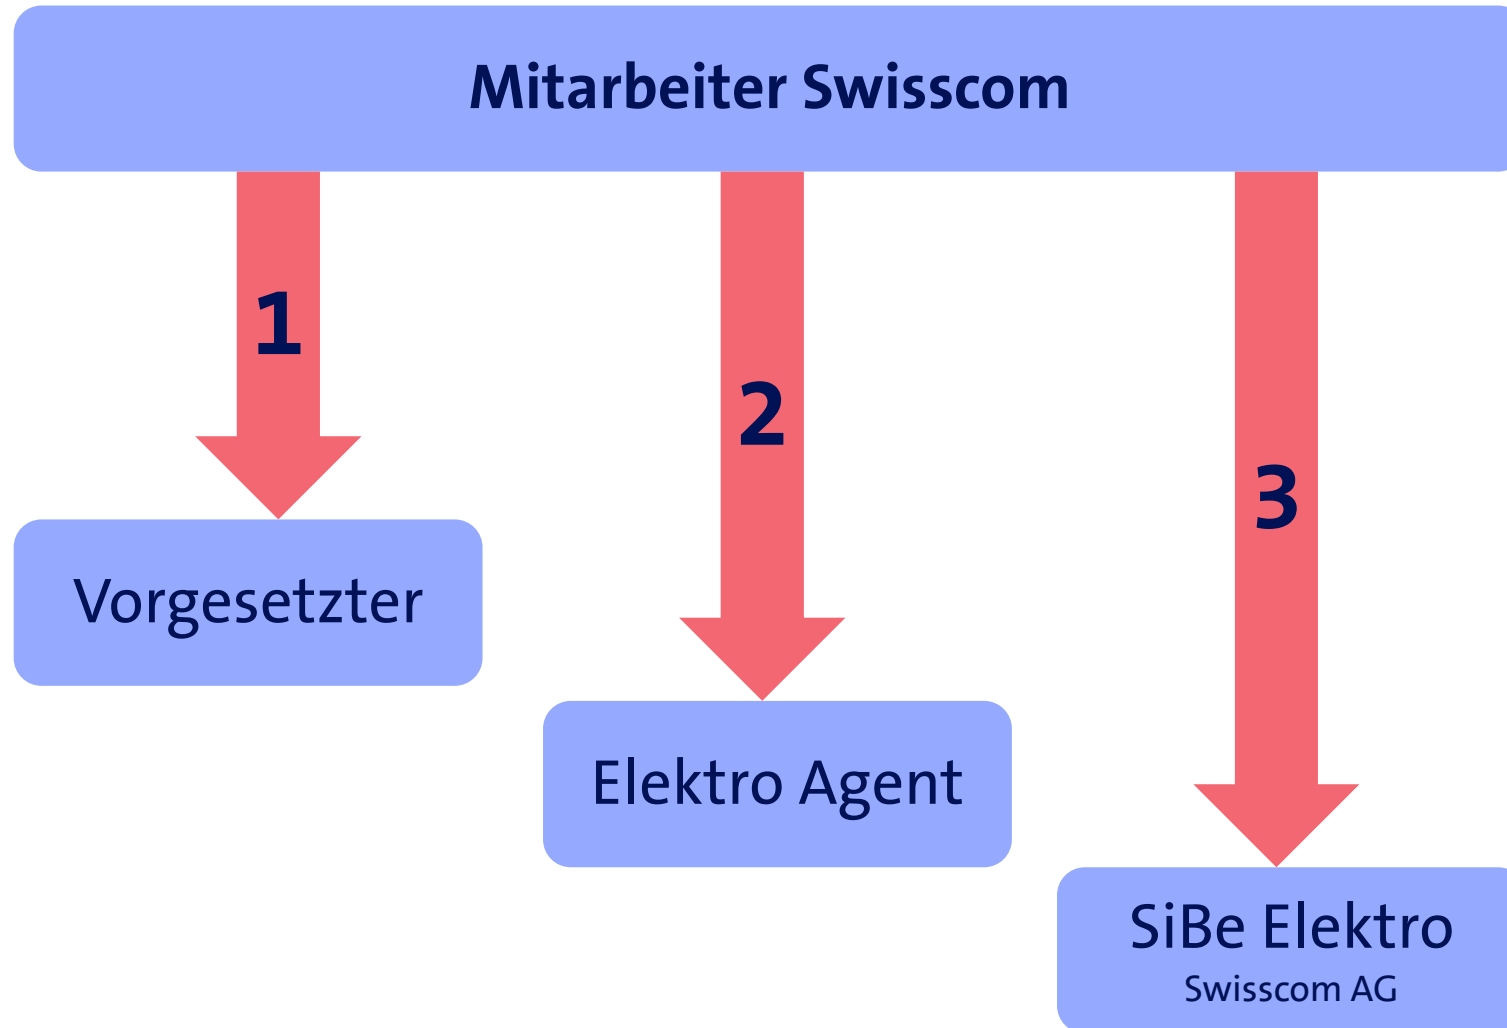 Mitarbeiter Swisscom
1
2
3
Vorgesetzter
Elektro Agent
SiBe Elektro
Swisscom AG